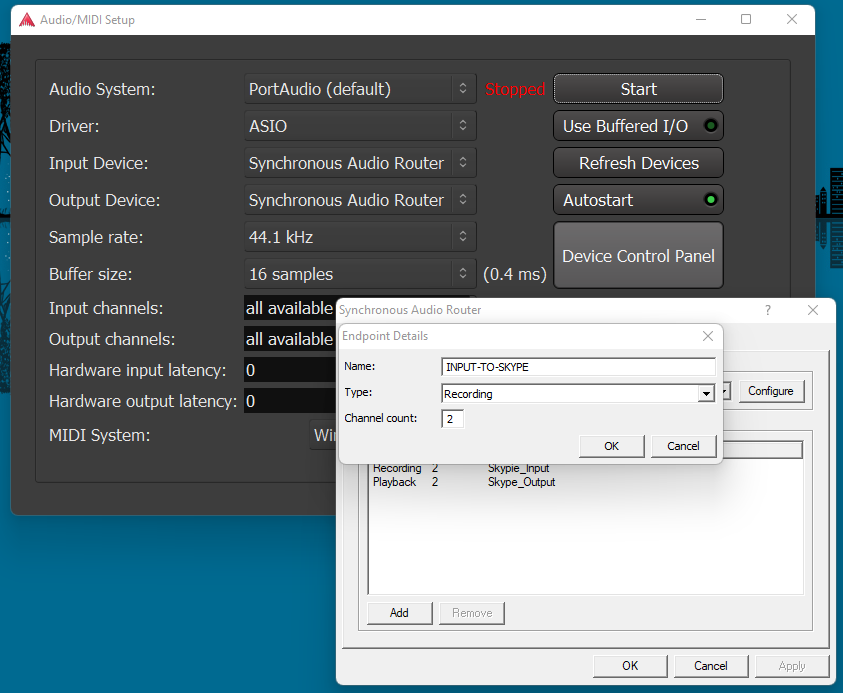 Audio/MIDI Setup
Audio System: PortAudio (default) Stopped Start
Driver: ASIO Use Buffered I/O
Input Device: Synchronous Audio Router Refresh Devices
Output Device: Synchronous Audio Router Autostart
Sample rate: 44.1 kHz
Device Control Panel
Buffer size: 16 samples (0.4 ms)
Input channels: all available
Output channels: all available
Hardware input latency: 0
Hardware output latency: 0
MIDI System:
Synchronous Audio Router ?
Endpoint Details
Name: INPUT-TO-SKYPE
Type: Recording
Configure
Channel count: 2
OK Cancel
Recording 2 Skypie_Input
Playback 2 Skype_Output
Add Remove
OK Cancel Apply